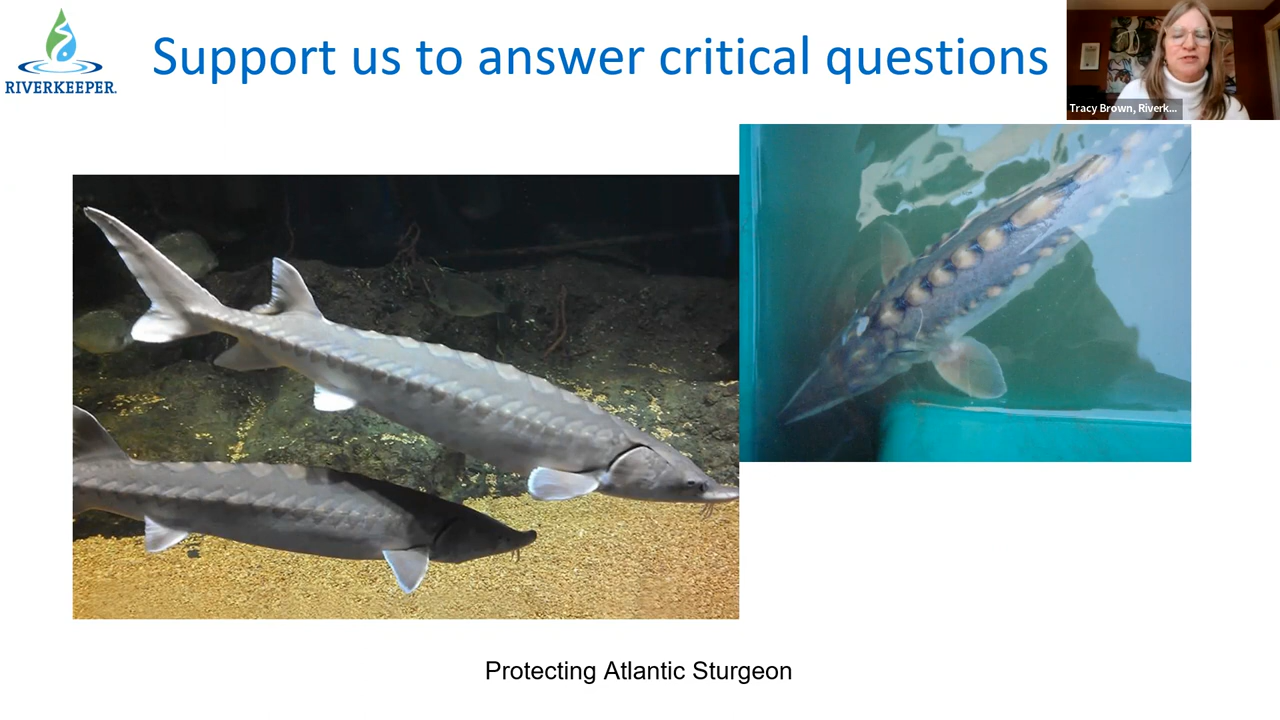 Support us to answer critical questions
RIVERKEEPER.
Tracy Brown, Riverk...
Protecting Atlantic Sturgeon